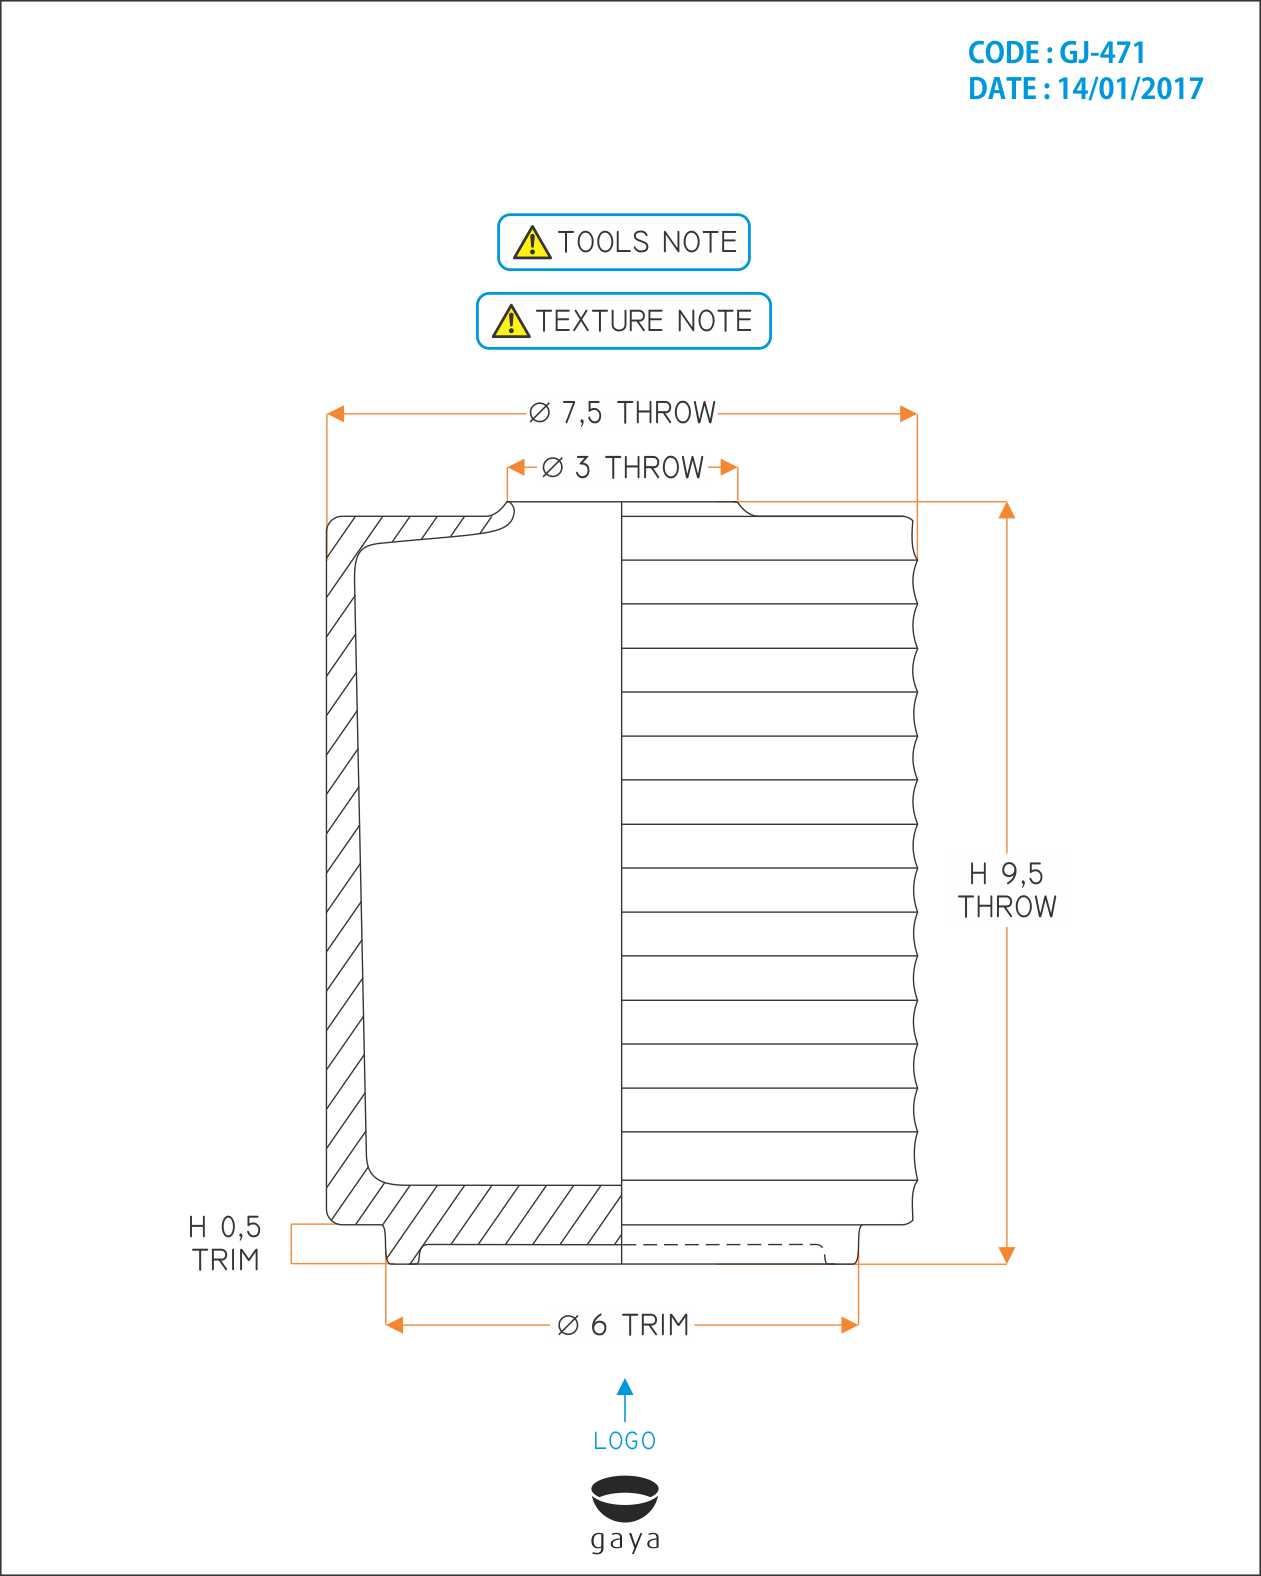 CODE : GJ-471
DATE : 14/01/2017
TOOLS NOTE
TEXTURE NOTE
Ø 7,5 THROW
Ø 3 THROW
H 9,5
THROW
H 0,5
TRIM
Ø 6 TRIM
LOGO
gaya